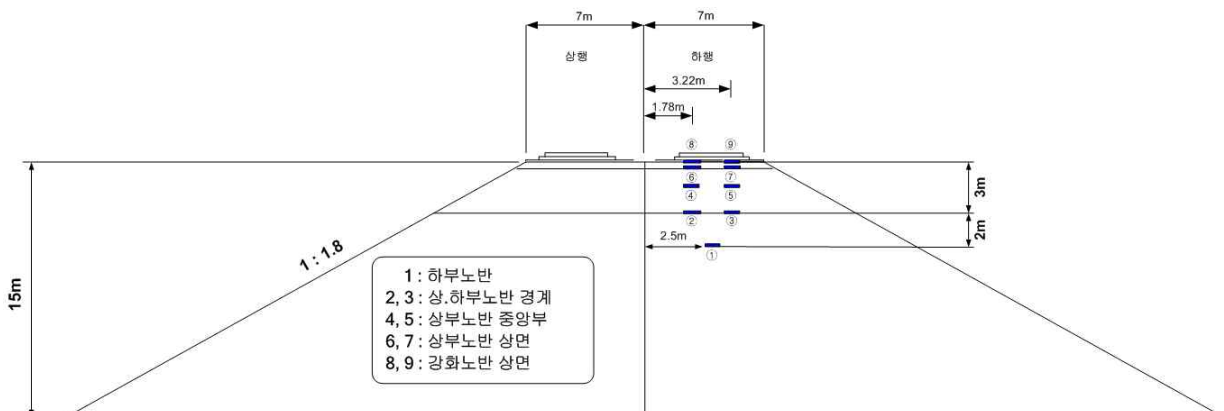 7m
7m
상행
하행
3.22m
1.78m
⑧
⑨
⑥
⑦
④
⑤
3m
②
③
2m
2.5m
①
1 : 1.8
15m
1 : 하부노반
2, 3 : 상.하부노반 경계
4, 5 : 상부노반 중앙부
6, 7 : 상부노반 상면
8, 9 : 강화노반 상면